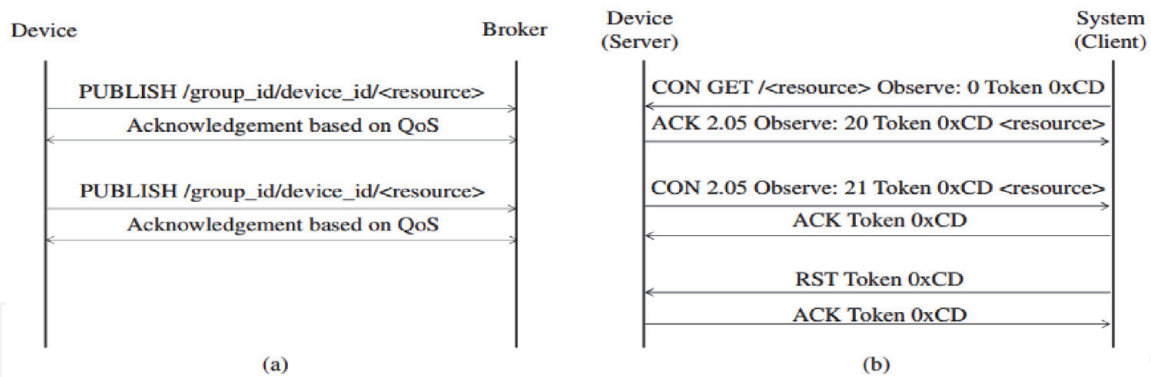 Device Broker
PUBLISH /group_id/device_id/<resource>
Acknowledgement based on QoS
PUBLISH /group_id/device_id/<resource>
Acknowledgement based on QoS
(a)
Device
(Server)
System
(Client)
CON GET /<resource> Observe: 0 Token 0xCD
ACK 2.05 Observe: 20 Token 0xCD <resource>
CON 2.05 Observe: 21 Token 0xCD <resource>
ACK Token 0xCD
RST Token 0xCD
ACK Token 0xCD
(b)